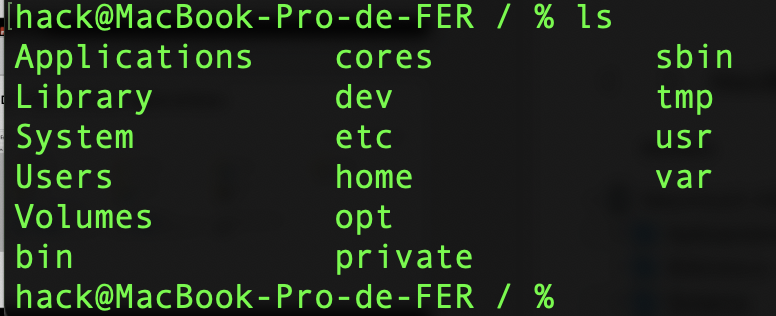 hack@MacBook-Pro-de-FER / % ls
Applications cores sbin
Library dev tmp
System etc usr
Users home var
Volumes opt
bin private
hack@MacBook-Pro-de-FER / %